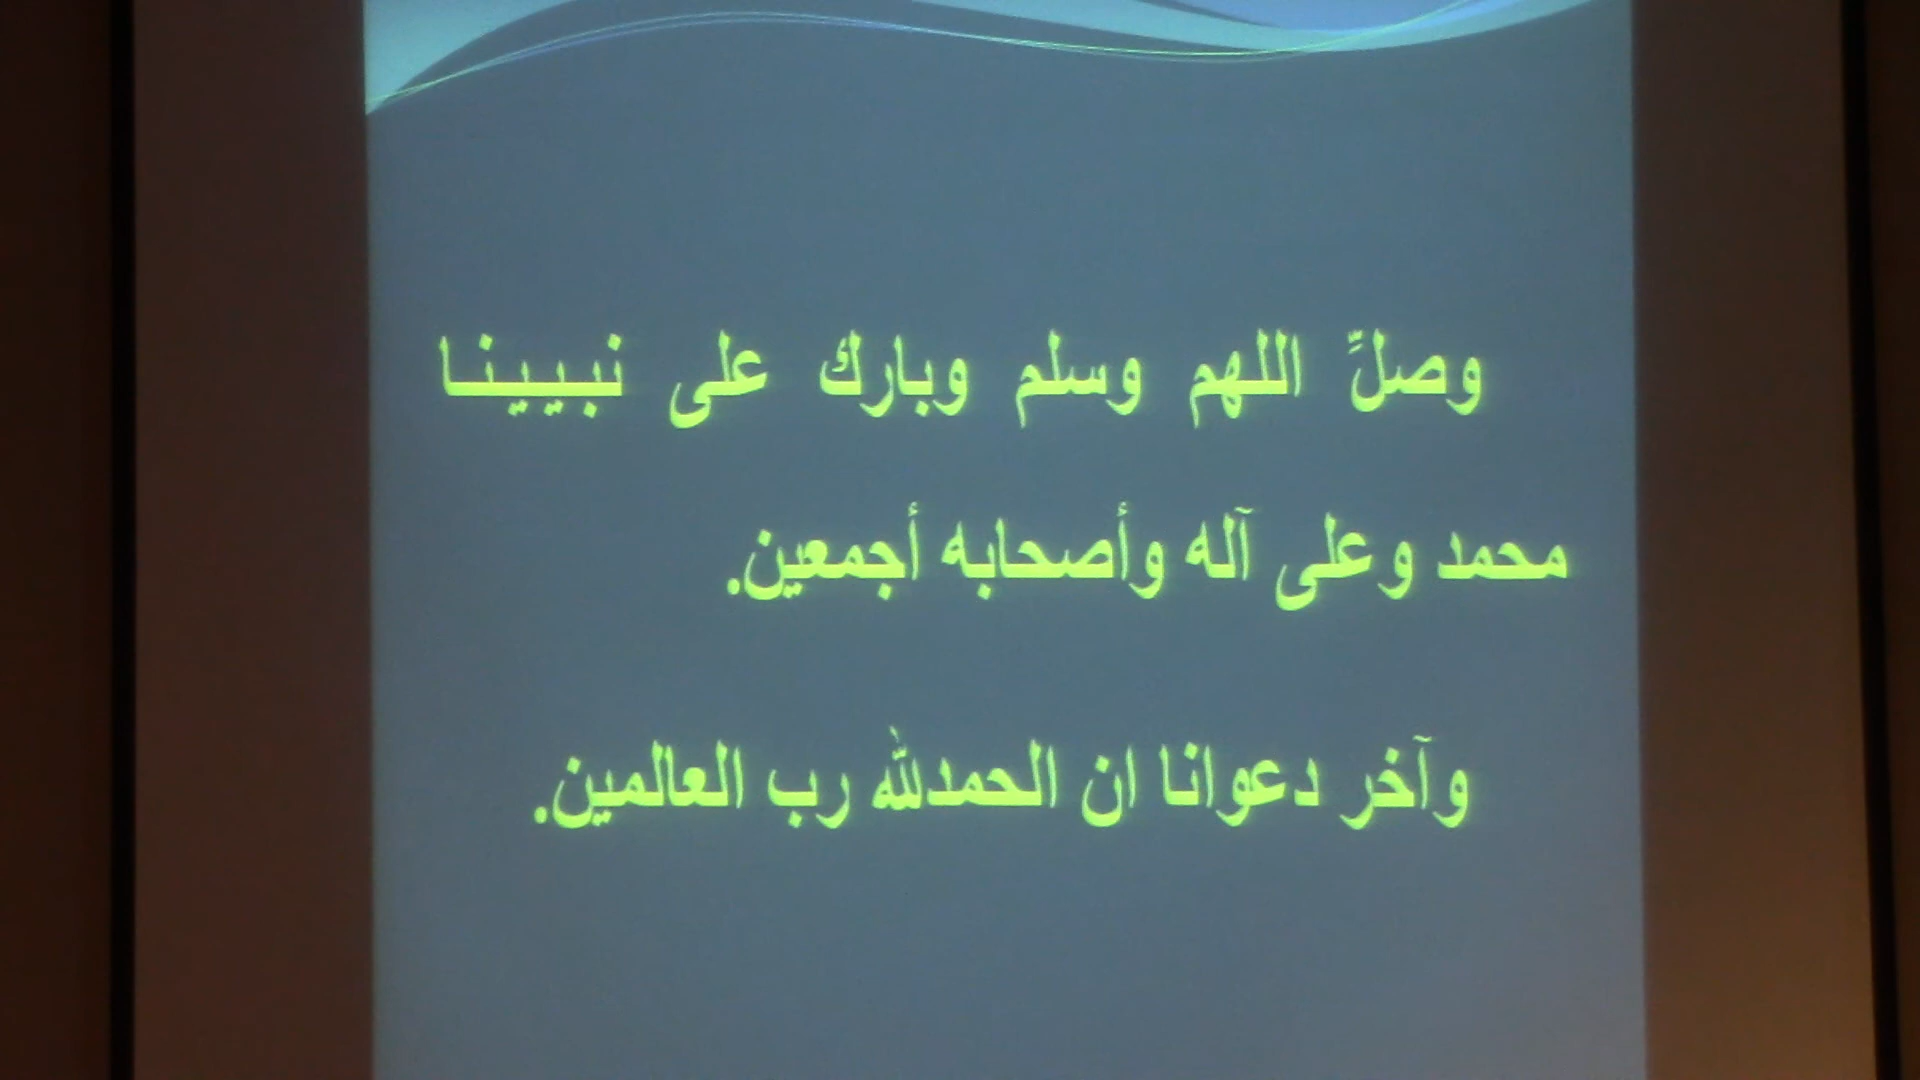 وصلِّ اللهم وسلم وبارك على نبيينا
محمد وعلى آله وأصحابه أجمعين.
وآخر دعوانا ان الحمدلله رب العالمين.